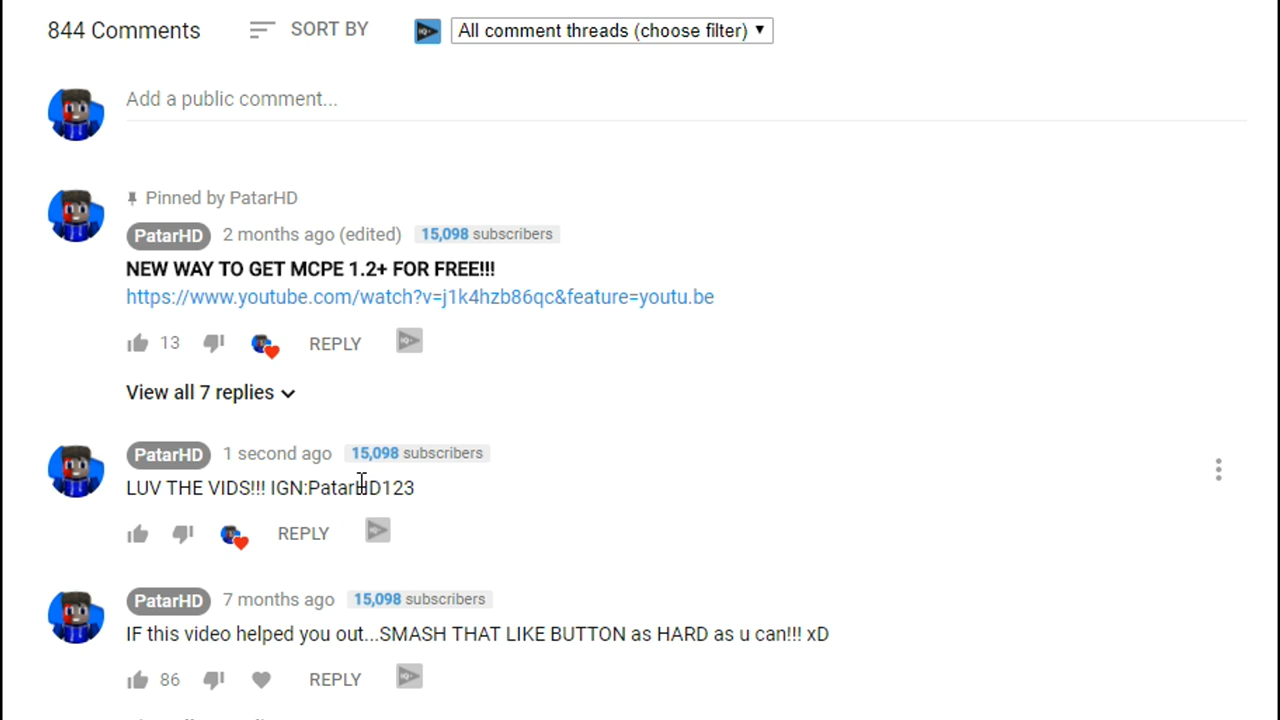 844 Comments SORT BY All comment threads (choose filter)
Add a public comment...
Pinned by PatarHD
PatarHD 2 months ago (edited) 15,098 subscribers
NEW WAY TO GET MCPE 1.2+ FOR FREE!!!
https://www.youtube.com/watch?v=j1k4hzb86qc&feature=youtu.be
13 REPLY
View all 7 replies
PatarHD 1 second ago 15,098 subscribers
LUV THE VIDS!!! IGN:PatarHD123
REPLY
PatarHD 7 months ago 15,098 subscribers
IF this video helped you out...SMASH THAT LIKE BUTTON as HARD as u can!!! xD
86 REPLY